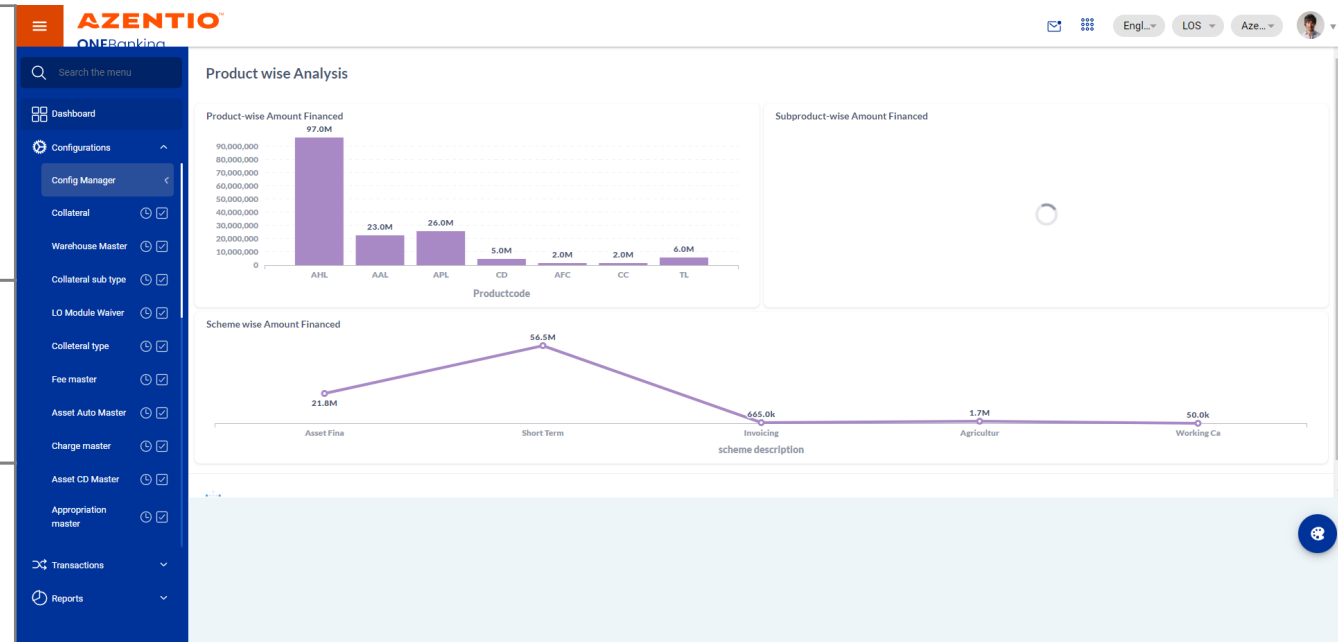 AZENTIO™
ONEBanking
Engl...
LOS
Aze...
Search the menu
Dashboard
Configurations
Config Manager
Collateral
Warehouse Master
Collateral sub type
LO Module Waiver
Colleteral type
Fee master
Asset Auto Master
Charge master
Asset CD Master
Appropriation
master
Transactions
Reports
Product wise Analysis
Product-wise Amount Financed
97.0M
90,000,000
80,000,000
70,000,000
60,000,000
50,000,000
40,000,000
30,000,000
20,000,000
10,000,000
0
23.0M
26.0M
5.0M
2.0M
2.0M
6.0M
AHL
AAL
APL
CD
AFC
CC
TL
Productcode
Subproduct-wise Amount Financed
Scheme wise Amount Financed
56.5M
21.8M
665.0k
1.7M
50.0k
Asset Fina
Short Term
Invoicing
Agricultur
Working Ca
scheme description